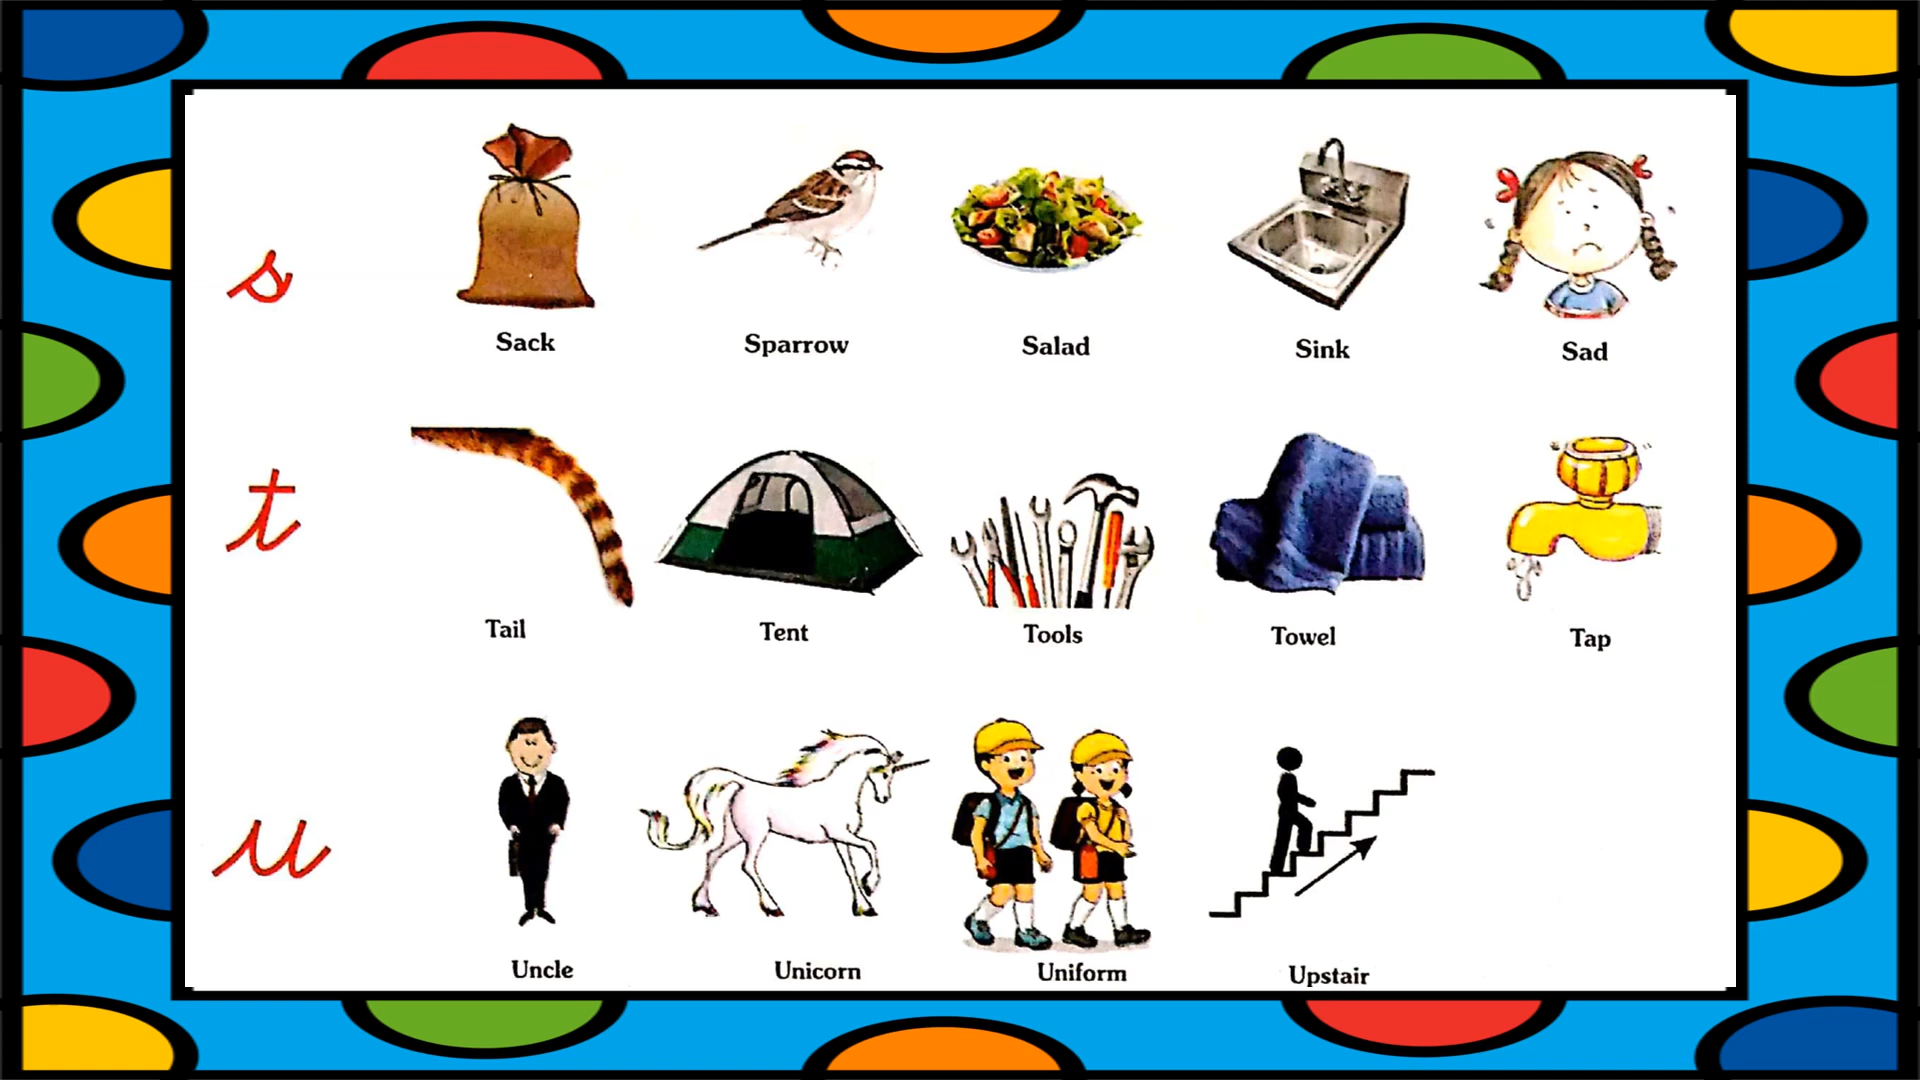 s
Sack Sparrow Salad Sink Sad
t
Tail Tent Tools Towel Tap
u
Uncle Unicorn Uniform Upstair